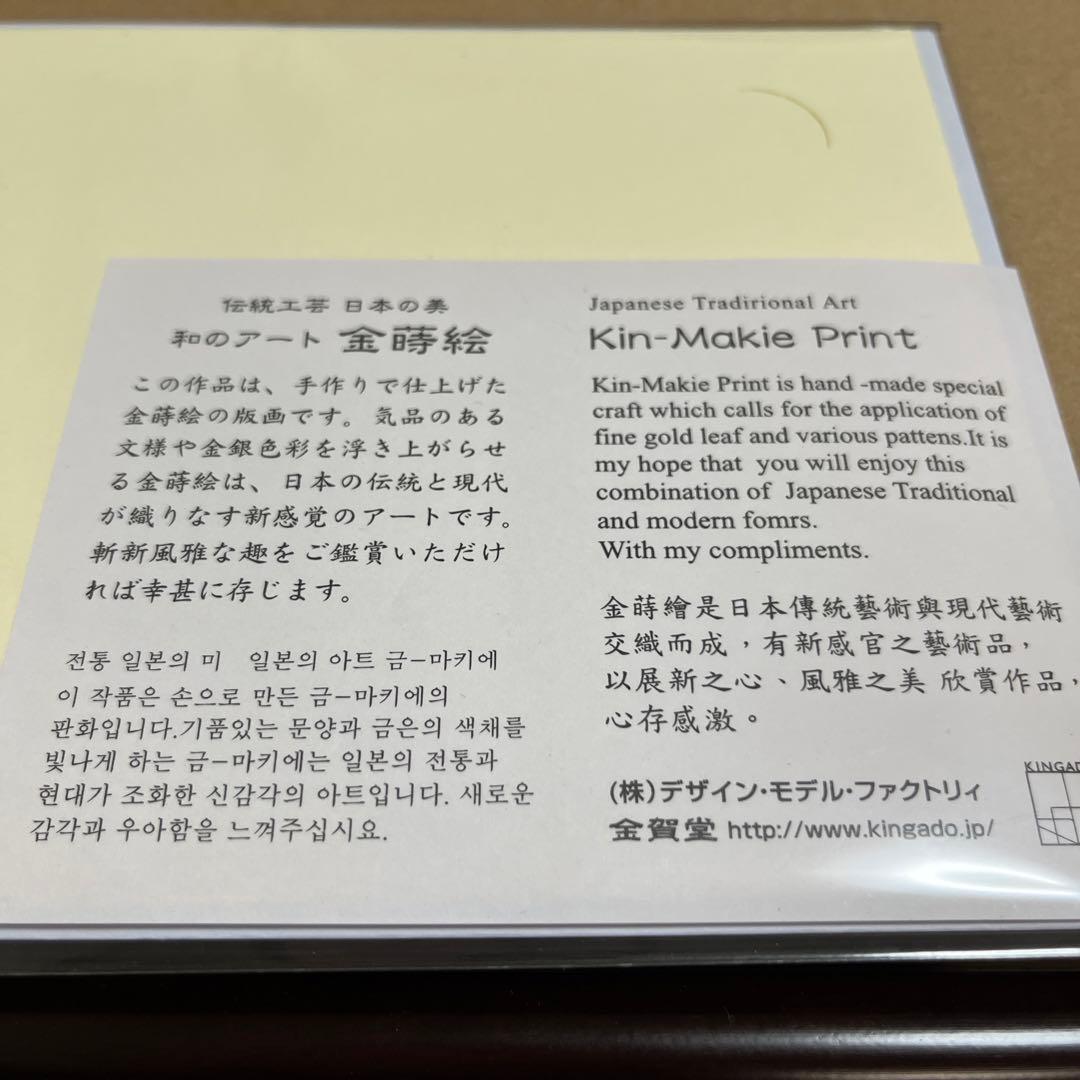 伝統工芸 日本の美
和のアート 金蒔絵
この作品は、手作りで仕上げた
金蒔絵の版画です。気品のある
文様や金銀色彩を浮き上がらせ
る金蒔絵は、日本の伝統と現代
が織りなす新感覚のアートです。
斬新風雅な趣をご鑑賞いただけ
れば幸甚に存じます。
전통 일본의 미 일본의 아트 금-마키에
이 작품은 손으로 만든 금-마키에의
판화입니다.기품있는 문양과 금은의 색채를
빛나게 하는 금-마키에는 일본의 전통과
현대가 조화한 신감각의 아트입니다. 새로운
감각과 우아함을 느껴주십시요.
Japanese Tradirional Art
Kin-Makie Print
Kin-Makie Print is hand -made special
craft which calls for the application of
fine gold leaf and various pattens.It is
my hope that you will enjoy this
combination of Japanese Traditional
and modern fomrs.
With my compliments.
金蒔繪是日本傳統藝術與現代藝術
交織而成，有新感官之藝術品，
以展新之心、風雅之美 欣賞作品，
心存感激。
(株)デザイン・モデル・ファクトリィ
金賀堂 http://www.kingado.jp/
KINGAD